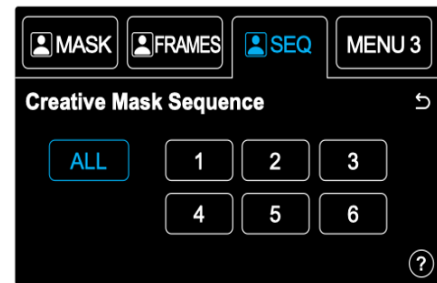 MASK FRAMES SEQ MENU 3
Creative Mask Sequence
ALL 1 2 3
4 5 6
?